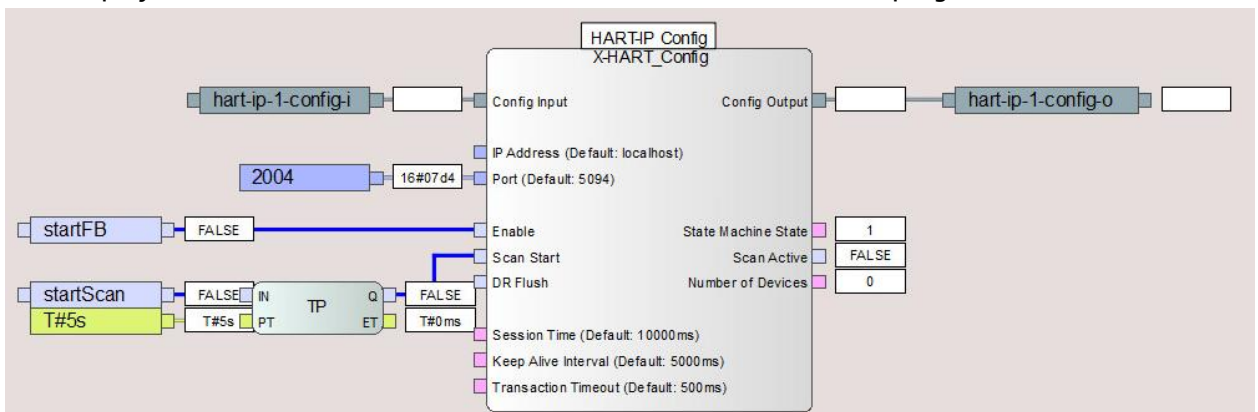 HART-IP Config
X-HART_Config
hart-ip-1-config-i Config Input Config Output hart-ip-1-config-o
IP Address (Default: localhost)
2004 16#07d4 Port (Default: 5094)
startFB FALSE Enable State Machine State 1
Scan Start Scan Active FALSE
DR Flush Number of Devices 0
startScan FALSE IN TP Q FALSE
T#5s T#5s PT ET T#0ms
Session Time (Default: 10000ms)
Keep Alive Interval (Default: 5000ms)
Transaction Timeout (Default: 500ms)